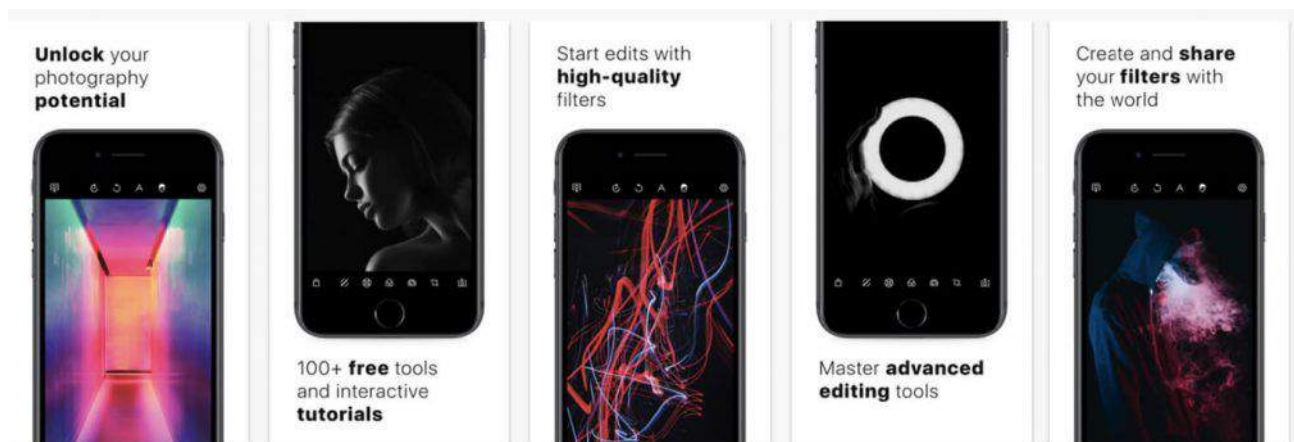 Unlock your
photography
potential
100+ free tools
and interactive
tutorials
Start edits with
high-quality
filters
Master advanced
editing tools
Create and share
your filters with
the world